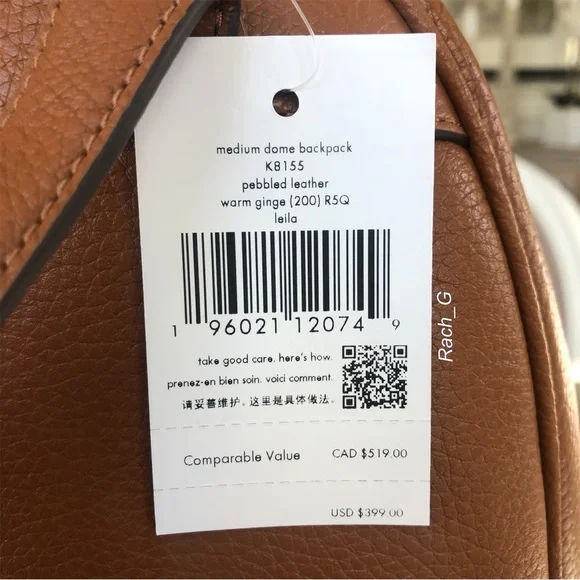 medium dome backpack
K8155
pebbled leather
warm ginge (200) R5Q
leila
1 96021 12074 9
take good care. here's how.
prenez-en bien soin. voici comment.
请妥善维护。这里是具体做法。
Comparable Value CAD $519.00
USD $399.00
Rach_G